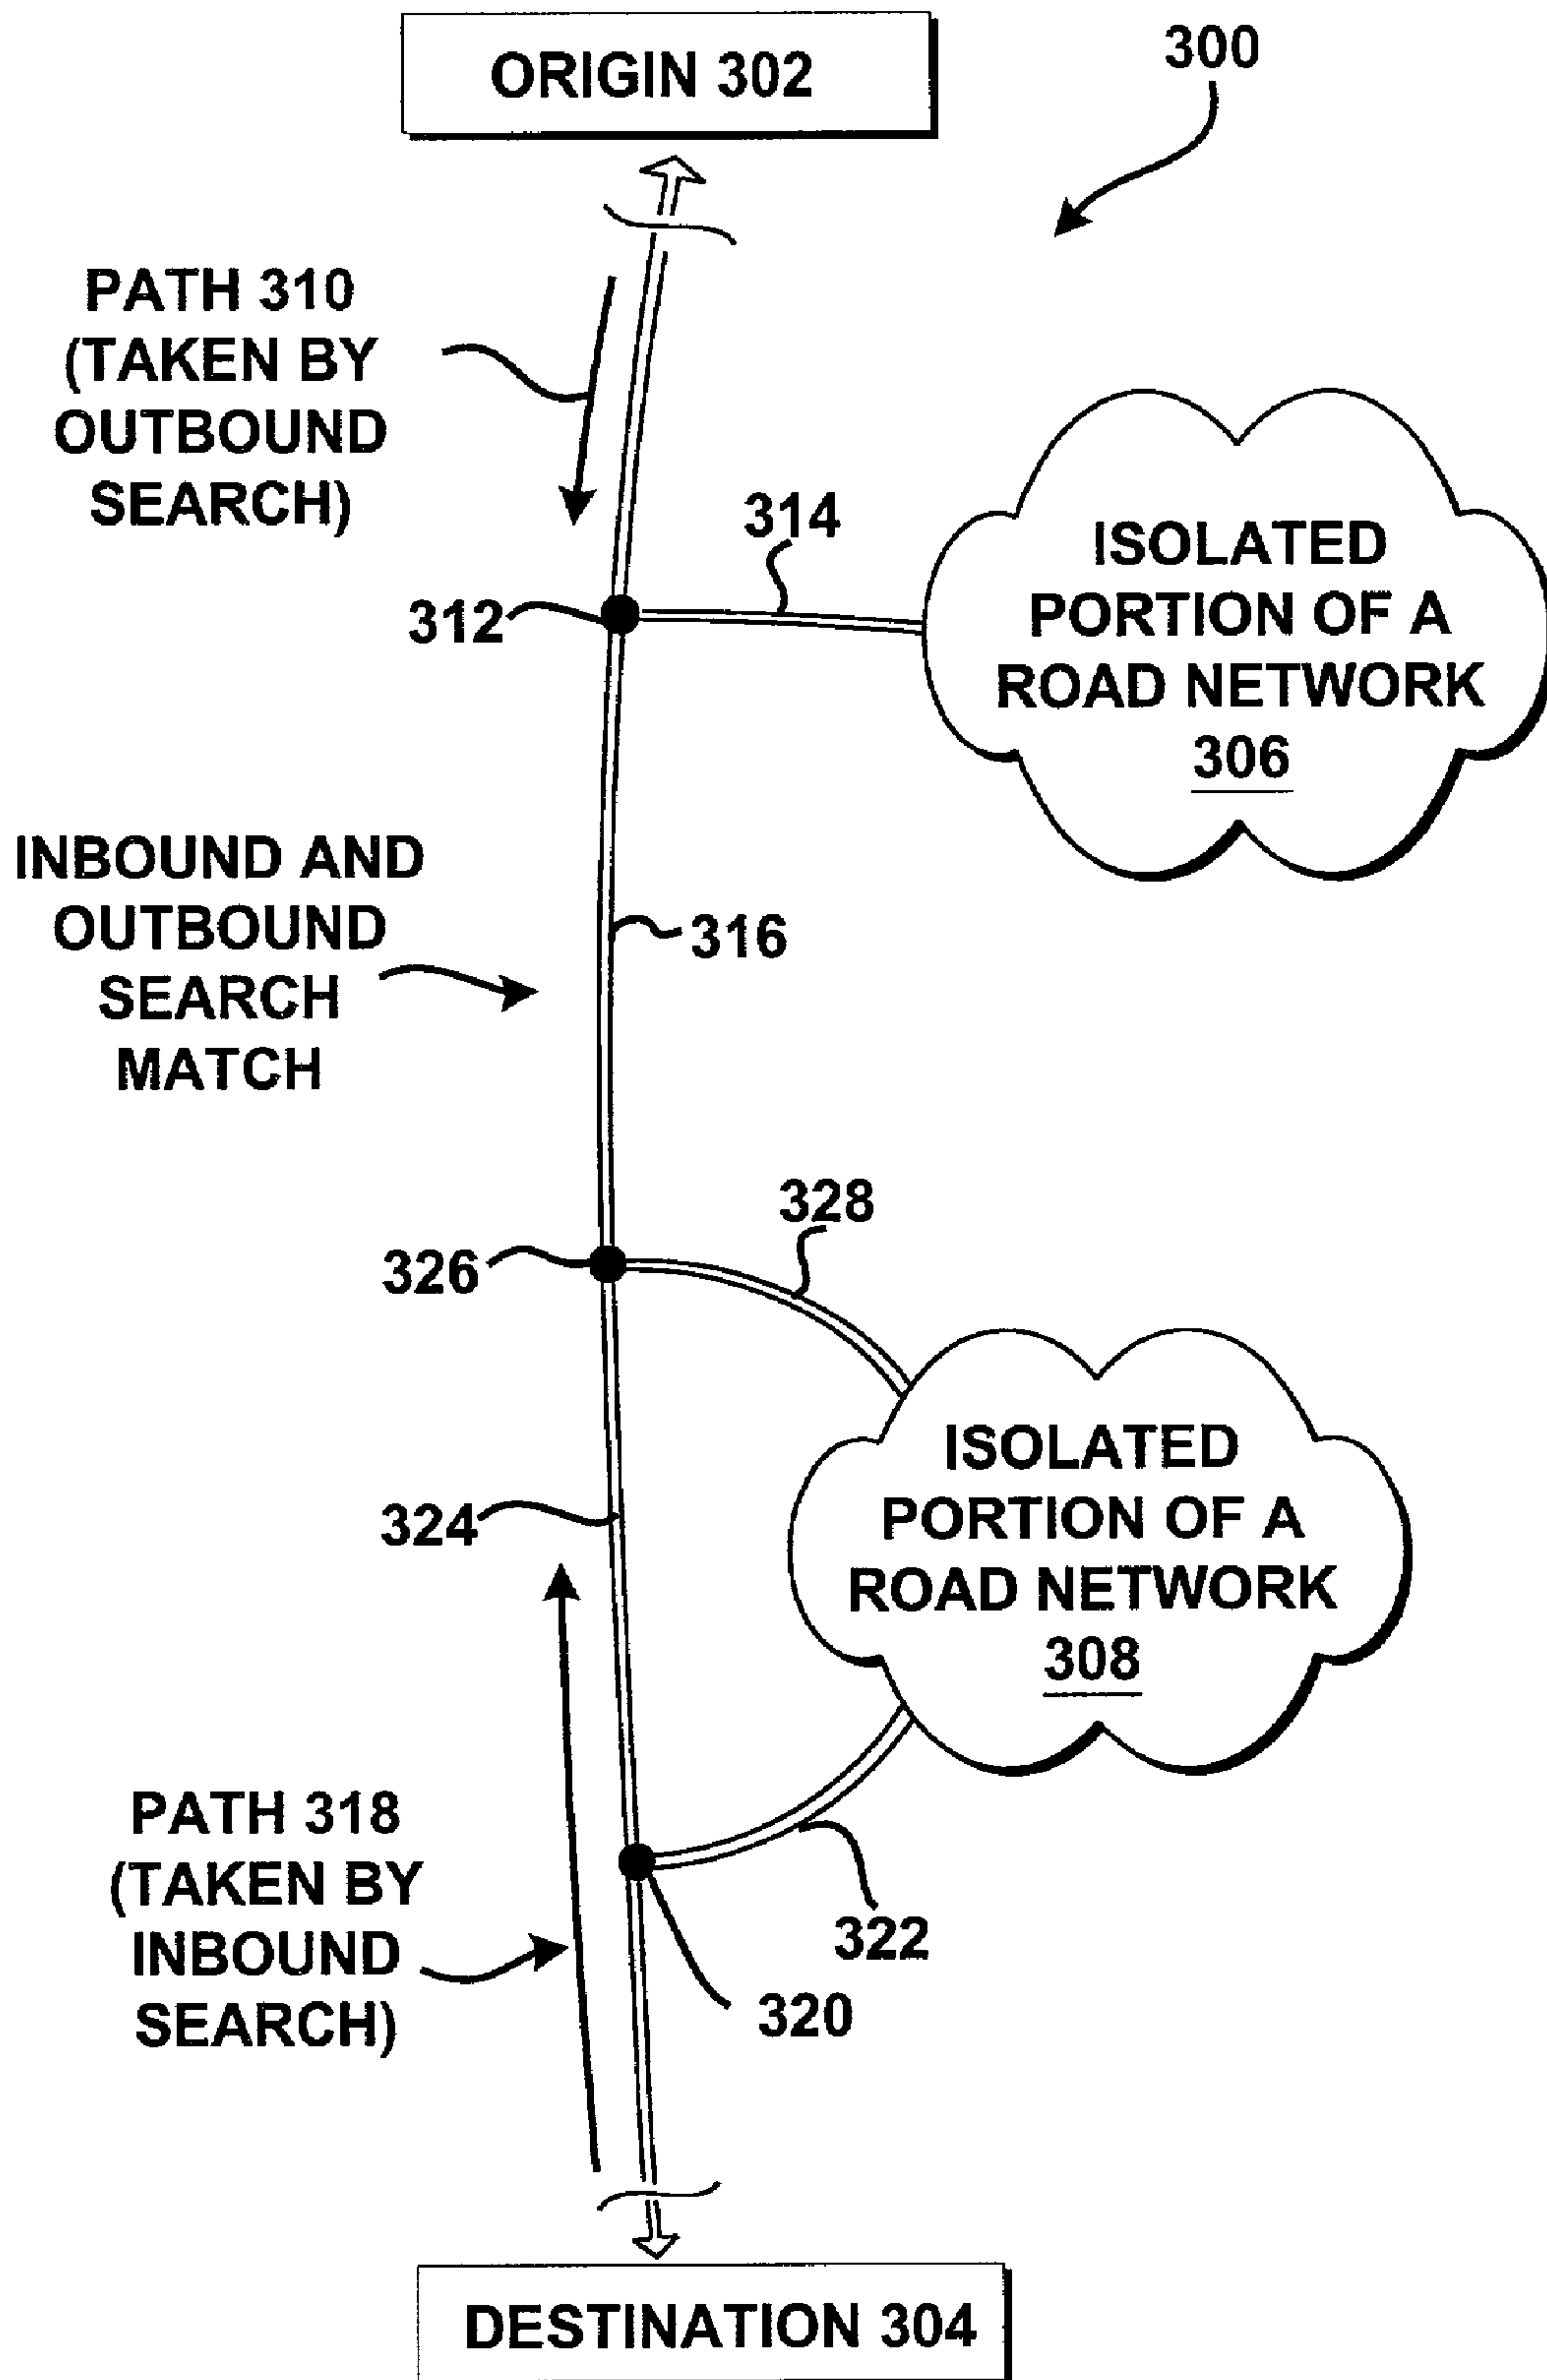 ORIGIN 302
300
PATH 310
(TAKEN BY
OUTBOUND
SEARCH)
314
312
ISOLATED
PORTION OF A
ROAD NETWORK
306
INBOUND AND
OUTBOUND
SEARCH
MATCH
316
328
326
ISOLATED
PORTION OF A
ROAD NETWORK
308
324
PATH 318
(TAKEN BY
INBOUND
SEARCH)
322
320
DESTINATION 304